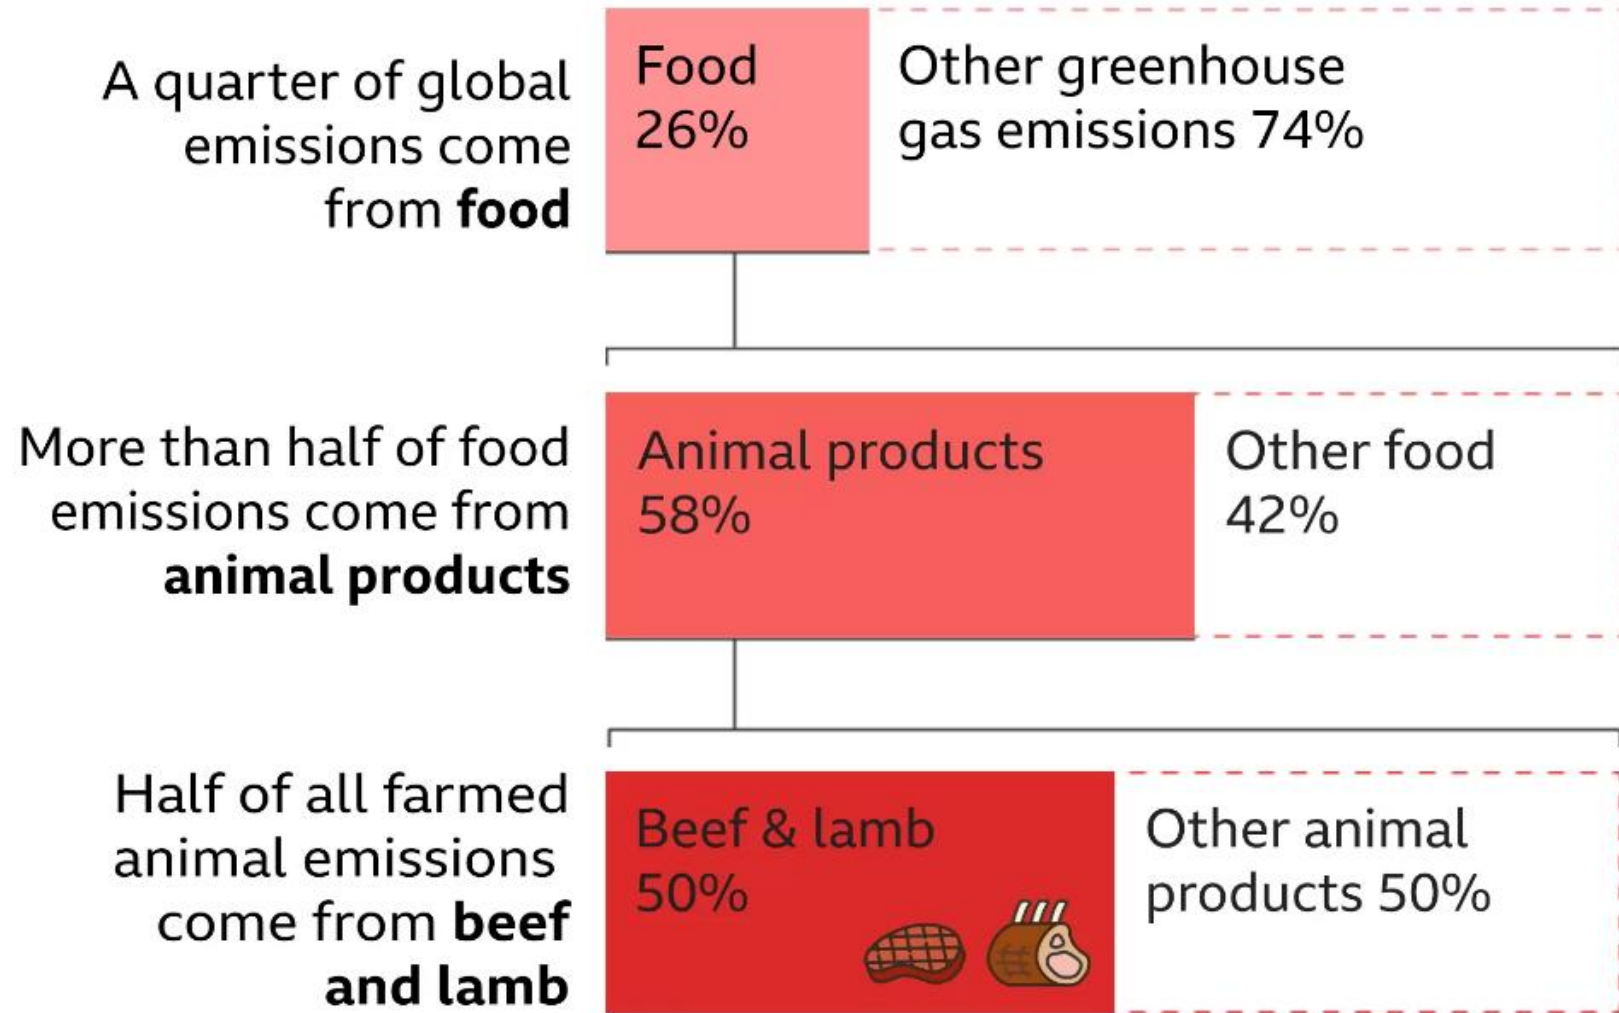 A quarter of global
emissions come
from food
Food
26%
Other greenhouse
gas emissions 74%
More than half of food
emissions come from
animal products
Animal products
58%
Other food
42%
Half of all farmed
animal emissions
come from beef
and lamb
Beef & lamb
50%
Other animal
products 50%